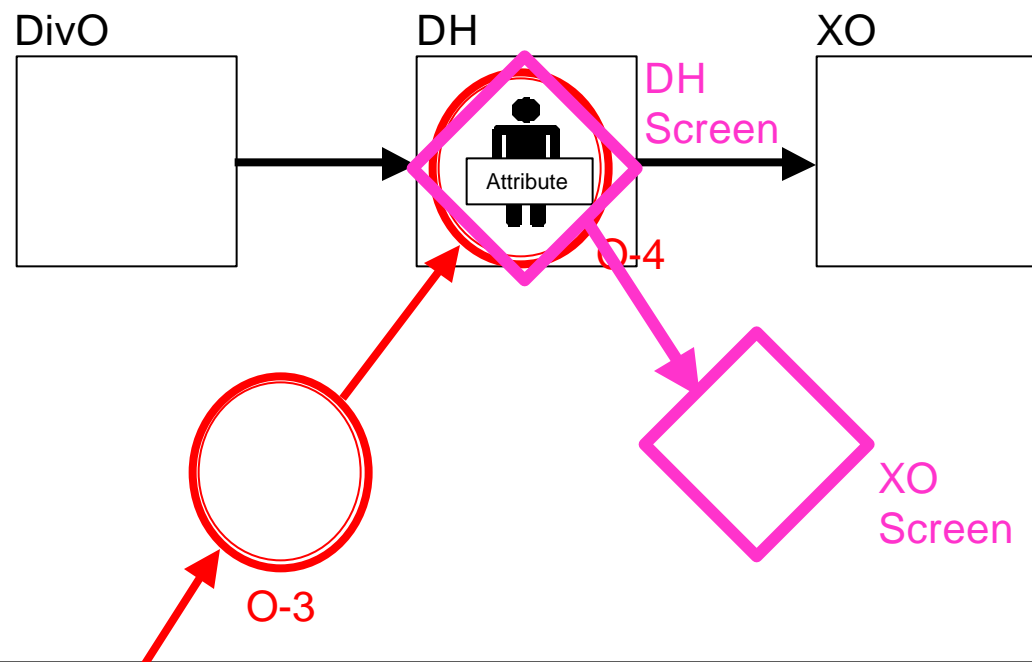 DivO
DH
XO
DH
Screen
Attribute
O-4
XO
Screen
O-3